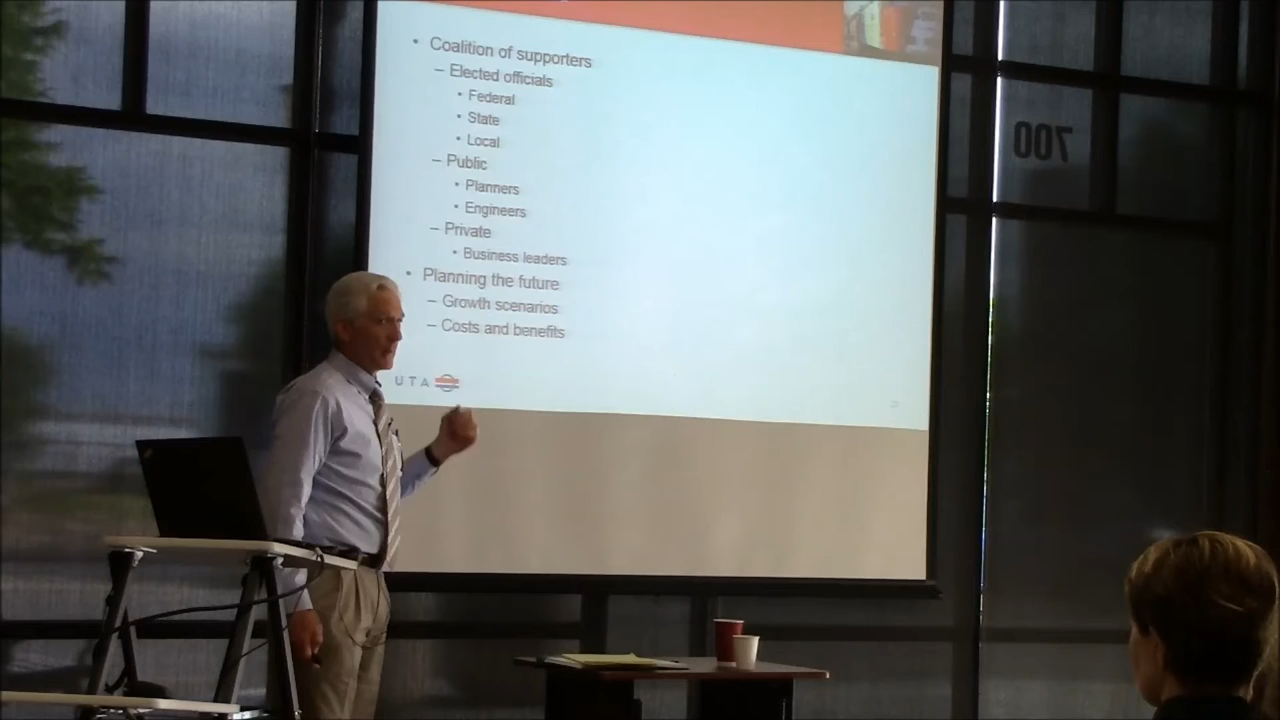 • Coalition of supporters
– Elected officials
• Federal
• State
• Local
– Public
• Planners
• Engineers
– Private
• Business leaders
• Planning the future
– Growth scenarios
– Costs and benefits
UTA
700